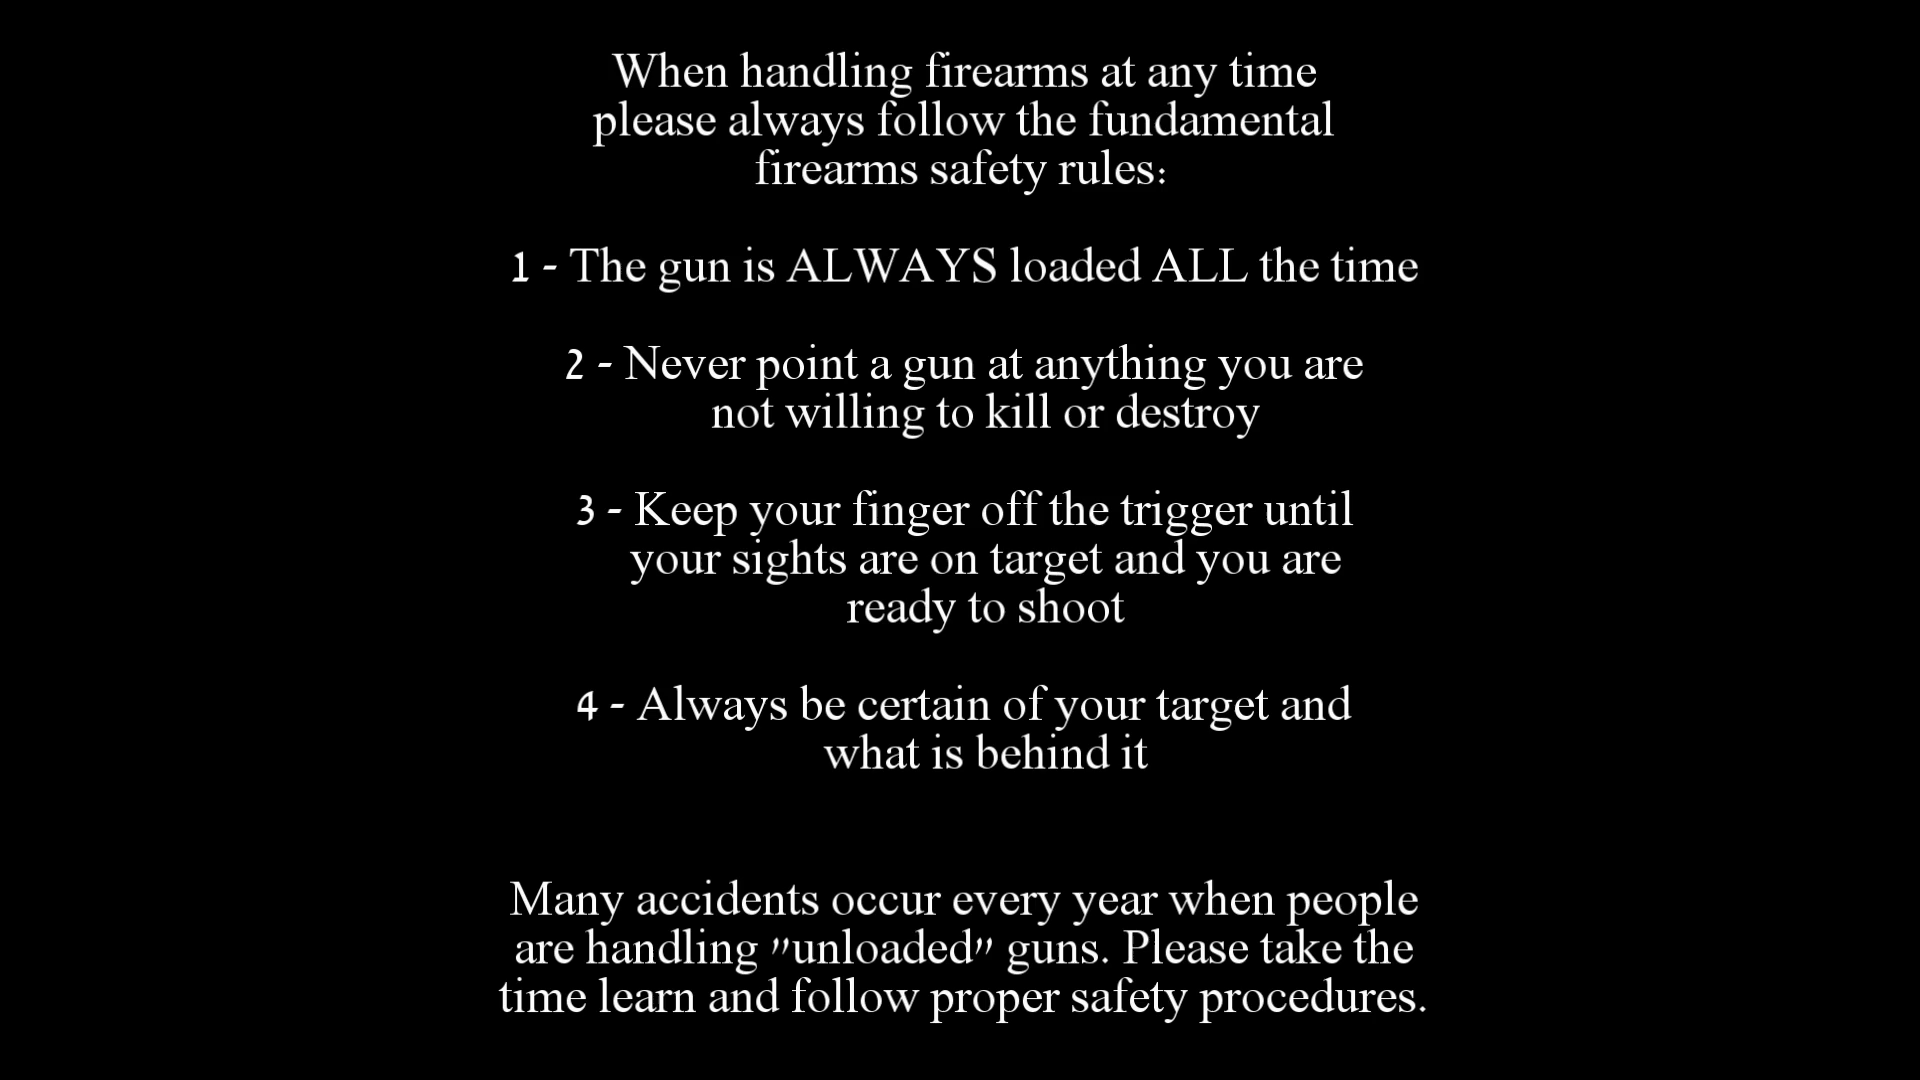 When handling firearms at any time
please always follow the fundamental
firearms safety rules:
1 - The gun is ALWAYS loaded ALL the time
2 - Never point a gun at anything you are
not willing to kill or destroy
3 - Keep your finger off the trigger until
your sights are on target and you are
ready to shoot
4 - Always be certain of your target and
what is behind it
Many accidents occur every year when people
are handling "unloaded" guns. Please take the
time learn and follow proper safety procedures.